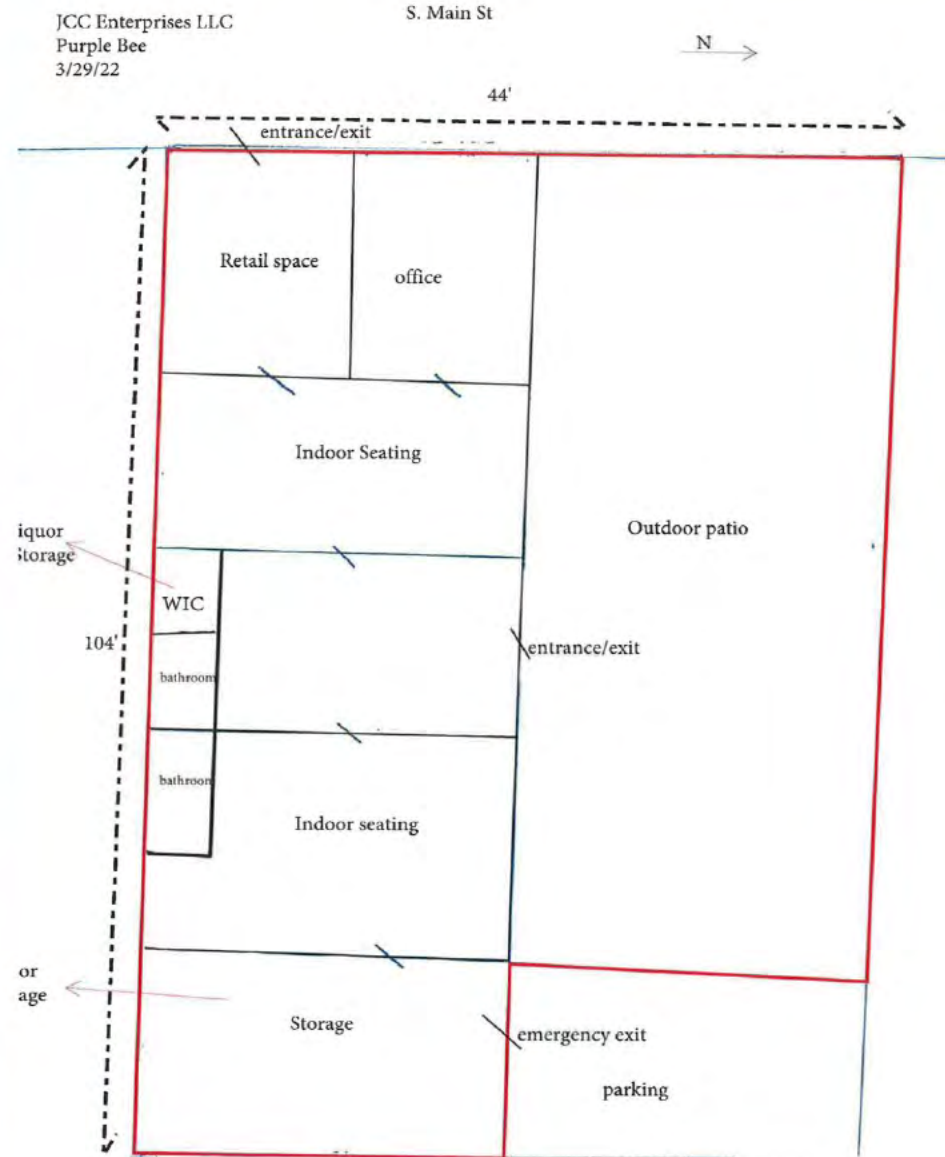 S. Main St
JCC Enterprises LLC
Purple Bee
3/29/22
N
44'
entrance/exit
Retail space
office
Indoor Seating
iquor
Storage
Outdoor patio
WIC
104'
entrance/exit
bathroom
bathroom
Indoor seating
or
age
Storage
emergency exit
parking